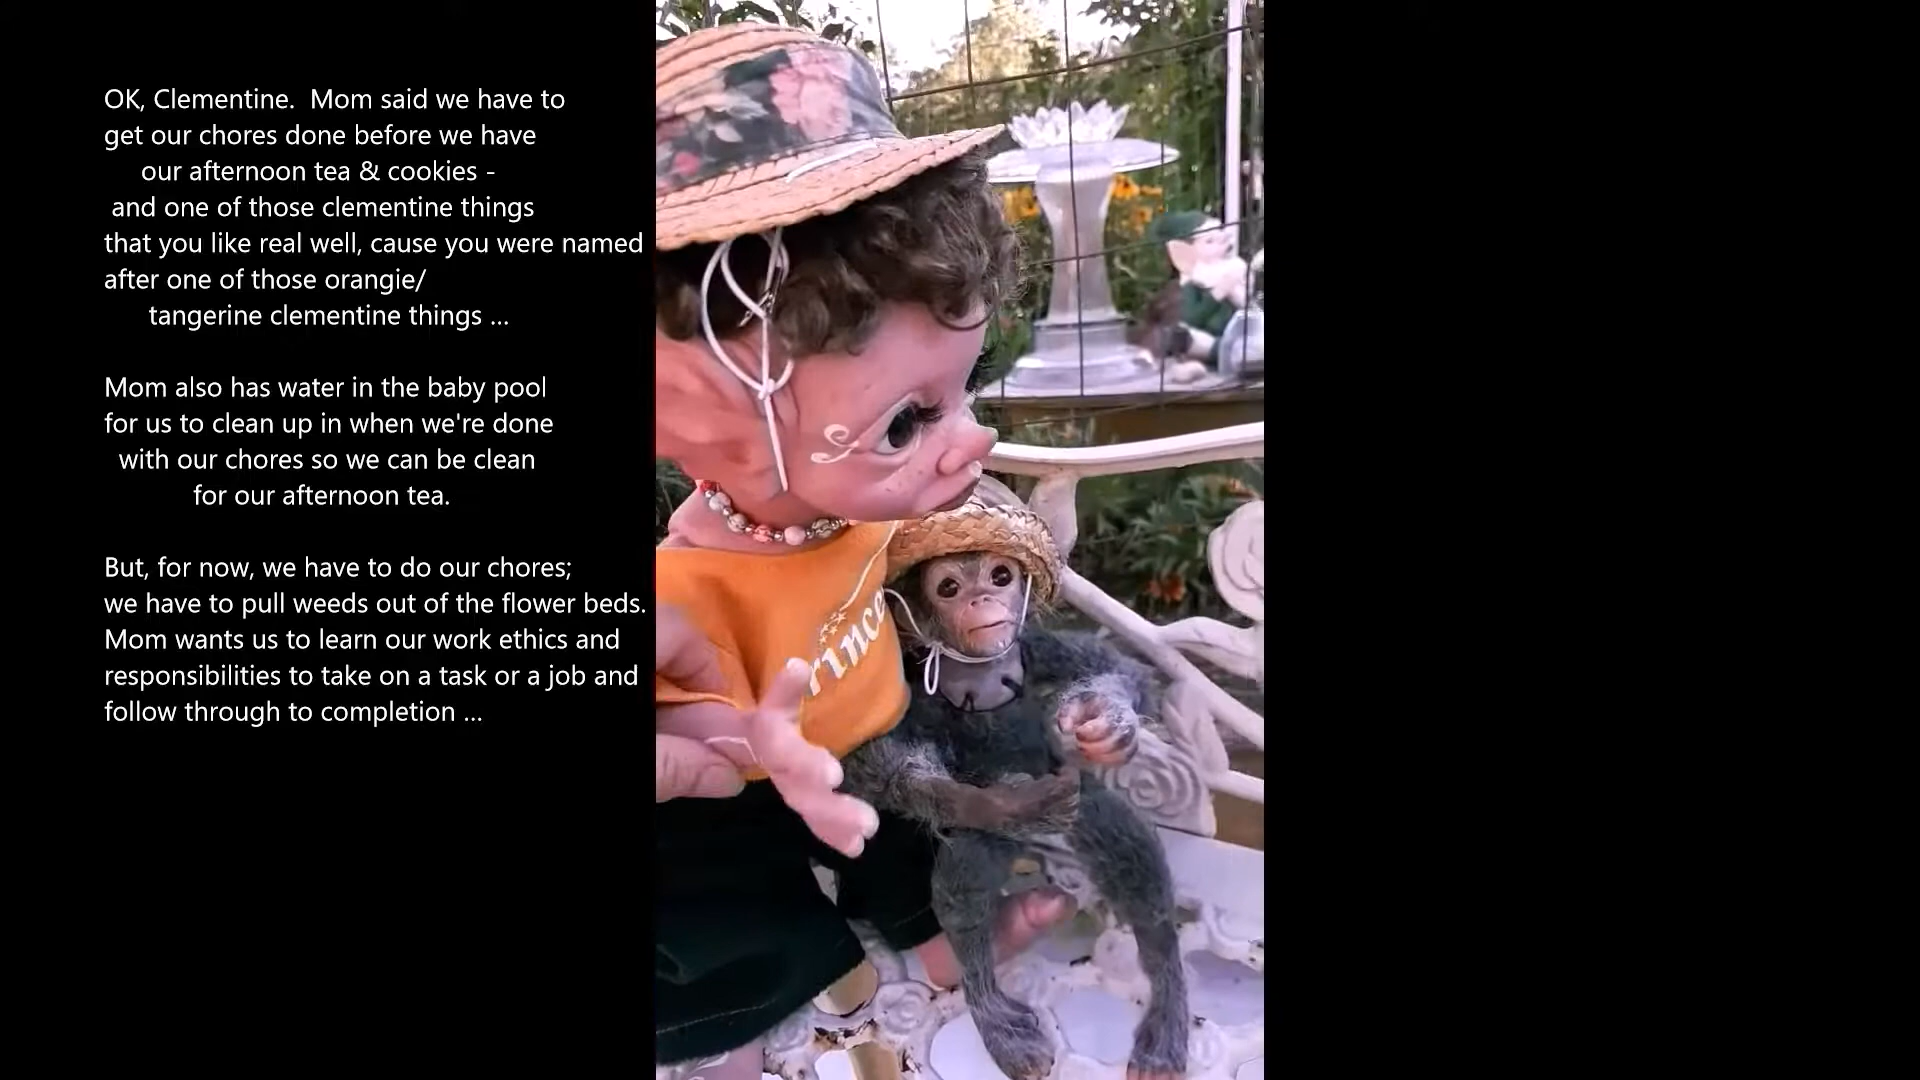 OK, Clementine.  Mom said we have to
get our chores done before we have
our afternoon tea & cookies -
and one of those clementine things
that you like real well, cause you were named
after one of those orangie/
tangerine clementine things ...
Mom also has water in the baby pool
for us to clean up in when we're done
with our chores so we can be clean
for our afternoon tea.
But, for now, we have to do our chores;
we have to pull weeds out of the flower beds.
Mom wants us to learn our work ethics and
responsibilities to take on a task or a job and
follow through to completion ...
rince